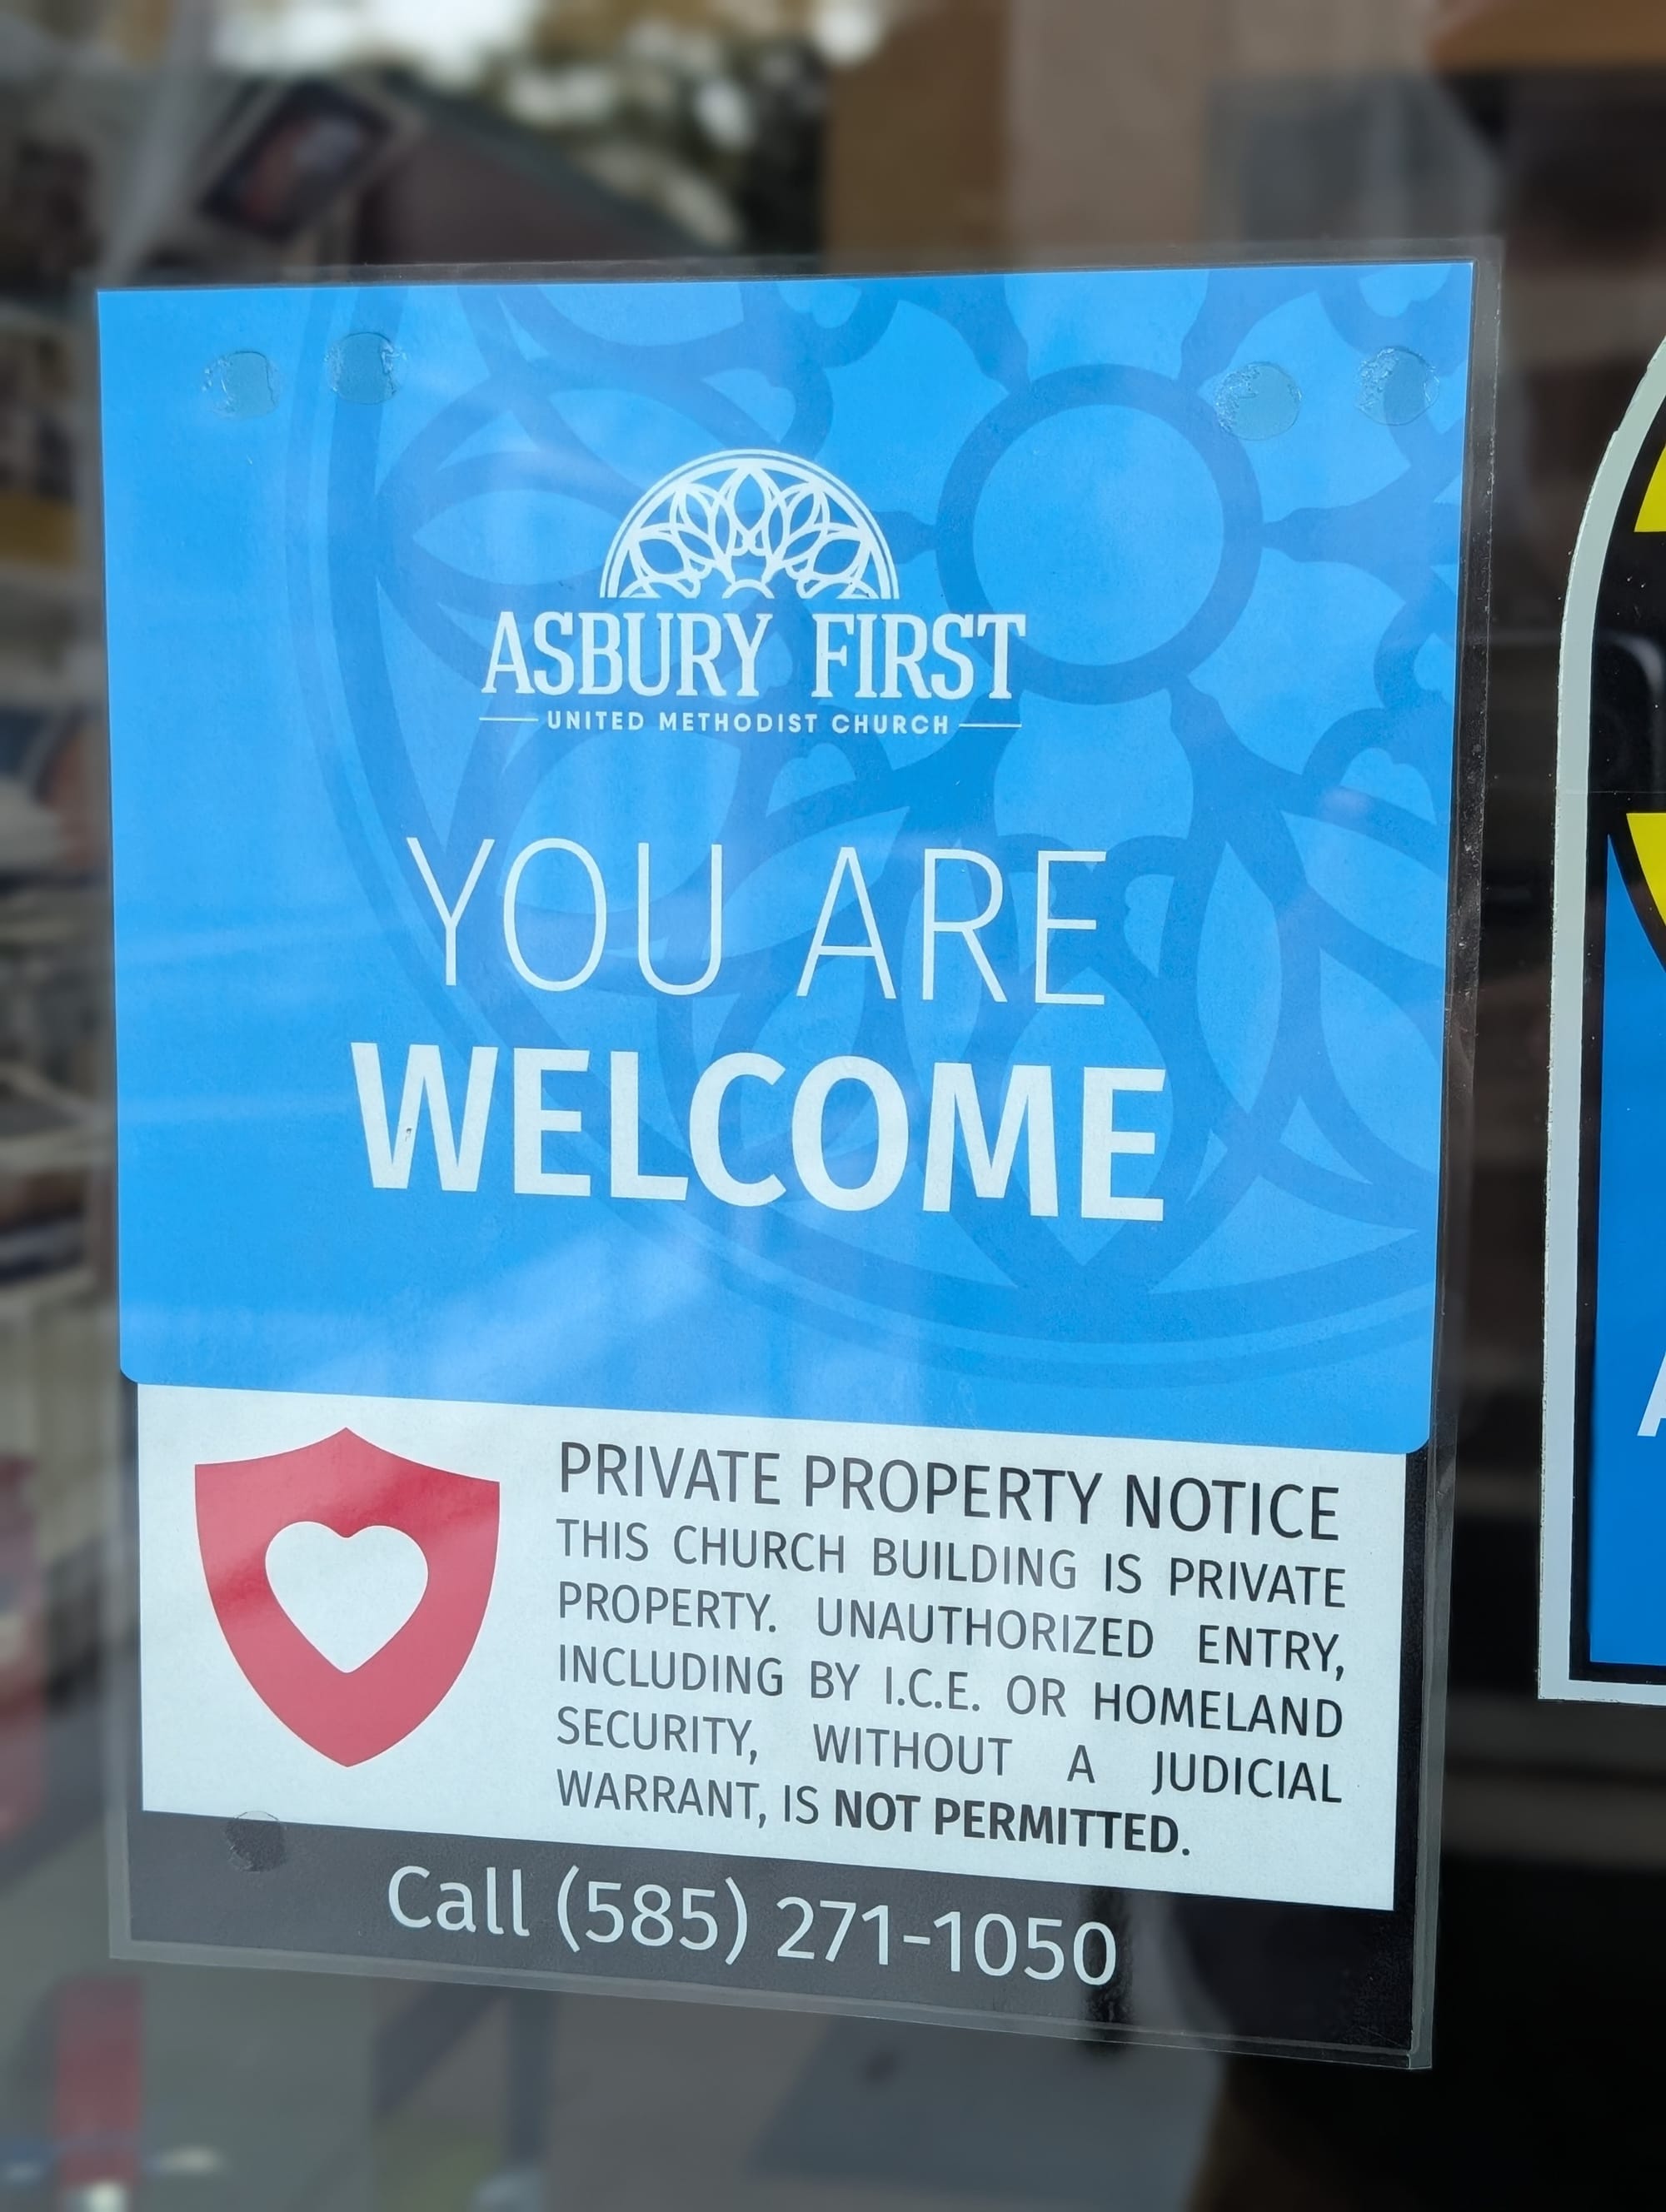 ASBURY FIRST
UNITED METHODIST CHURCH
YOU ARE
WELCOME
PRIVATE PROPERTY NOTICE
THIS CHURCH BUILDING IS PRIVATE
PROPERTY. UNAUTHORIZED ENTRY,
INCLUDING BY I.C.E. OR HOMELAND
SECURITY, WITHOUT A JUDICIAL
WARRANT, IS NOT PERMITTED.
Call (585) 271-1050